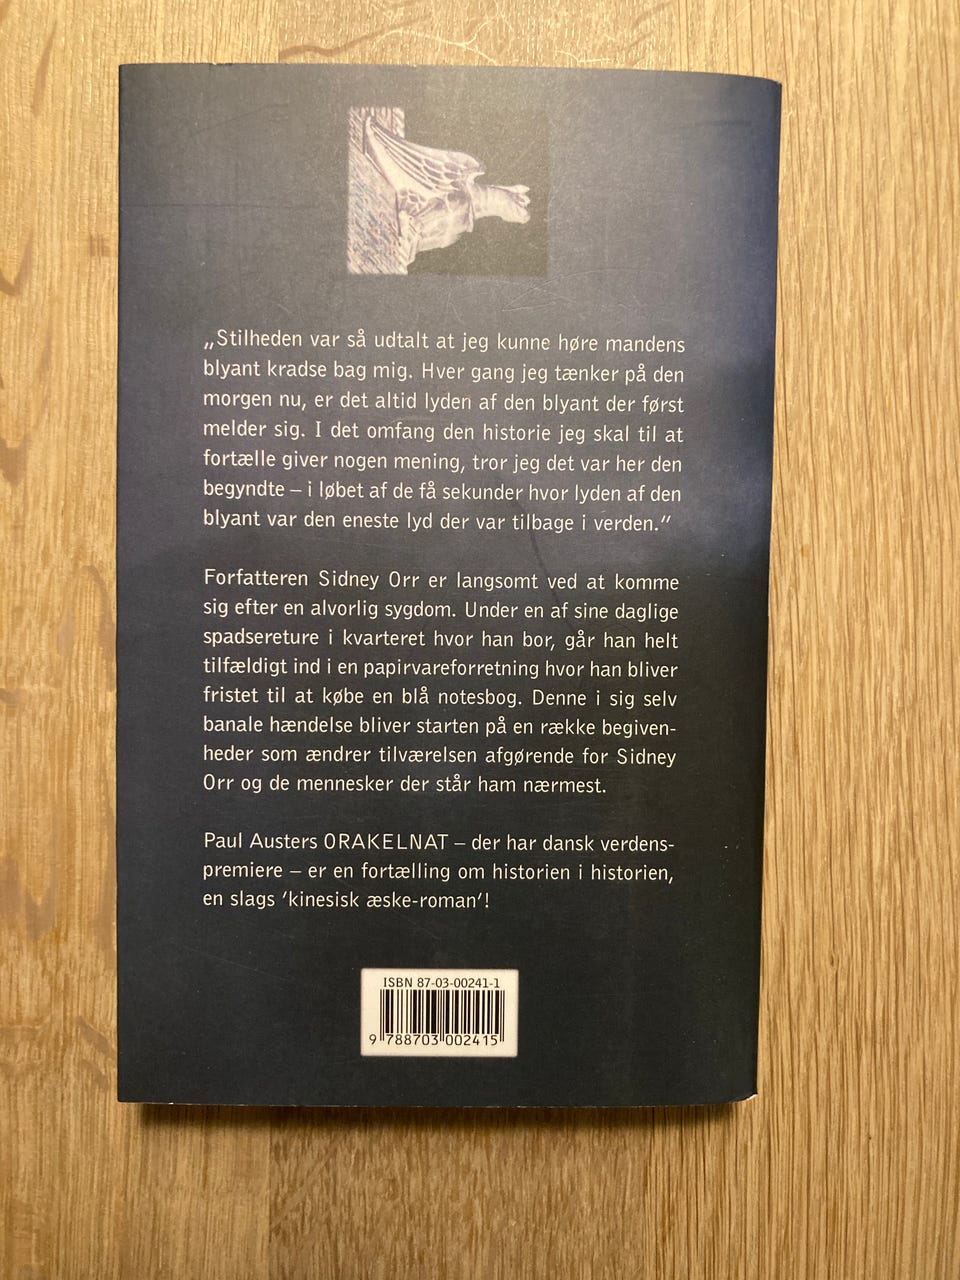 „Stilheden var så udtalt at jeg kunne høre mandens
blyant kradse bag mig. Hver gang jeg tænker på den
morgen nu, er det altid lyden af den blyant der først
melder sig. I det omfang den historie jeg skal til at
fortælle giver nogen mening, tror jeg det var her den
begyndte – i løbet af de få sekunder hvor lyden af den
blyant var den eneste lyd der var tilbage i verden.”
Forfatteren Sidney Orr er langsomt ved at komme
sig efter en alvorlig sygdom. Under en af sine daglige
spadsereture i kvarteret hvor han bor, går han helt
tilfældigt ind i en papirvareforretning hvor han bliver
fristet til at købe en blå notesbog. Denne i sig selv
banale hændelse bliver starten på en række begiven-
heder som ændrer tilværelsen afgørende for Sidney
Orr og de mennesker der står ham nærmest.
Paul Austers ORAKELNAT – der har dansk verdens-
premiere – er en fortælling om historien i historien,
en slags ’kinesisk æske-roman’!
ISBN 87-03-00241-1
9 788703 002415